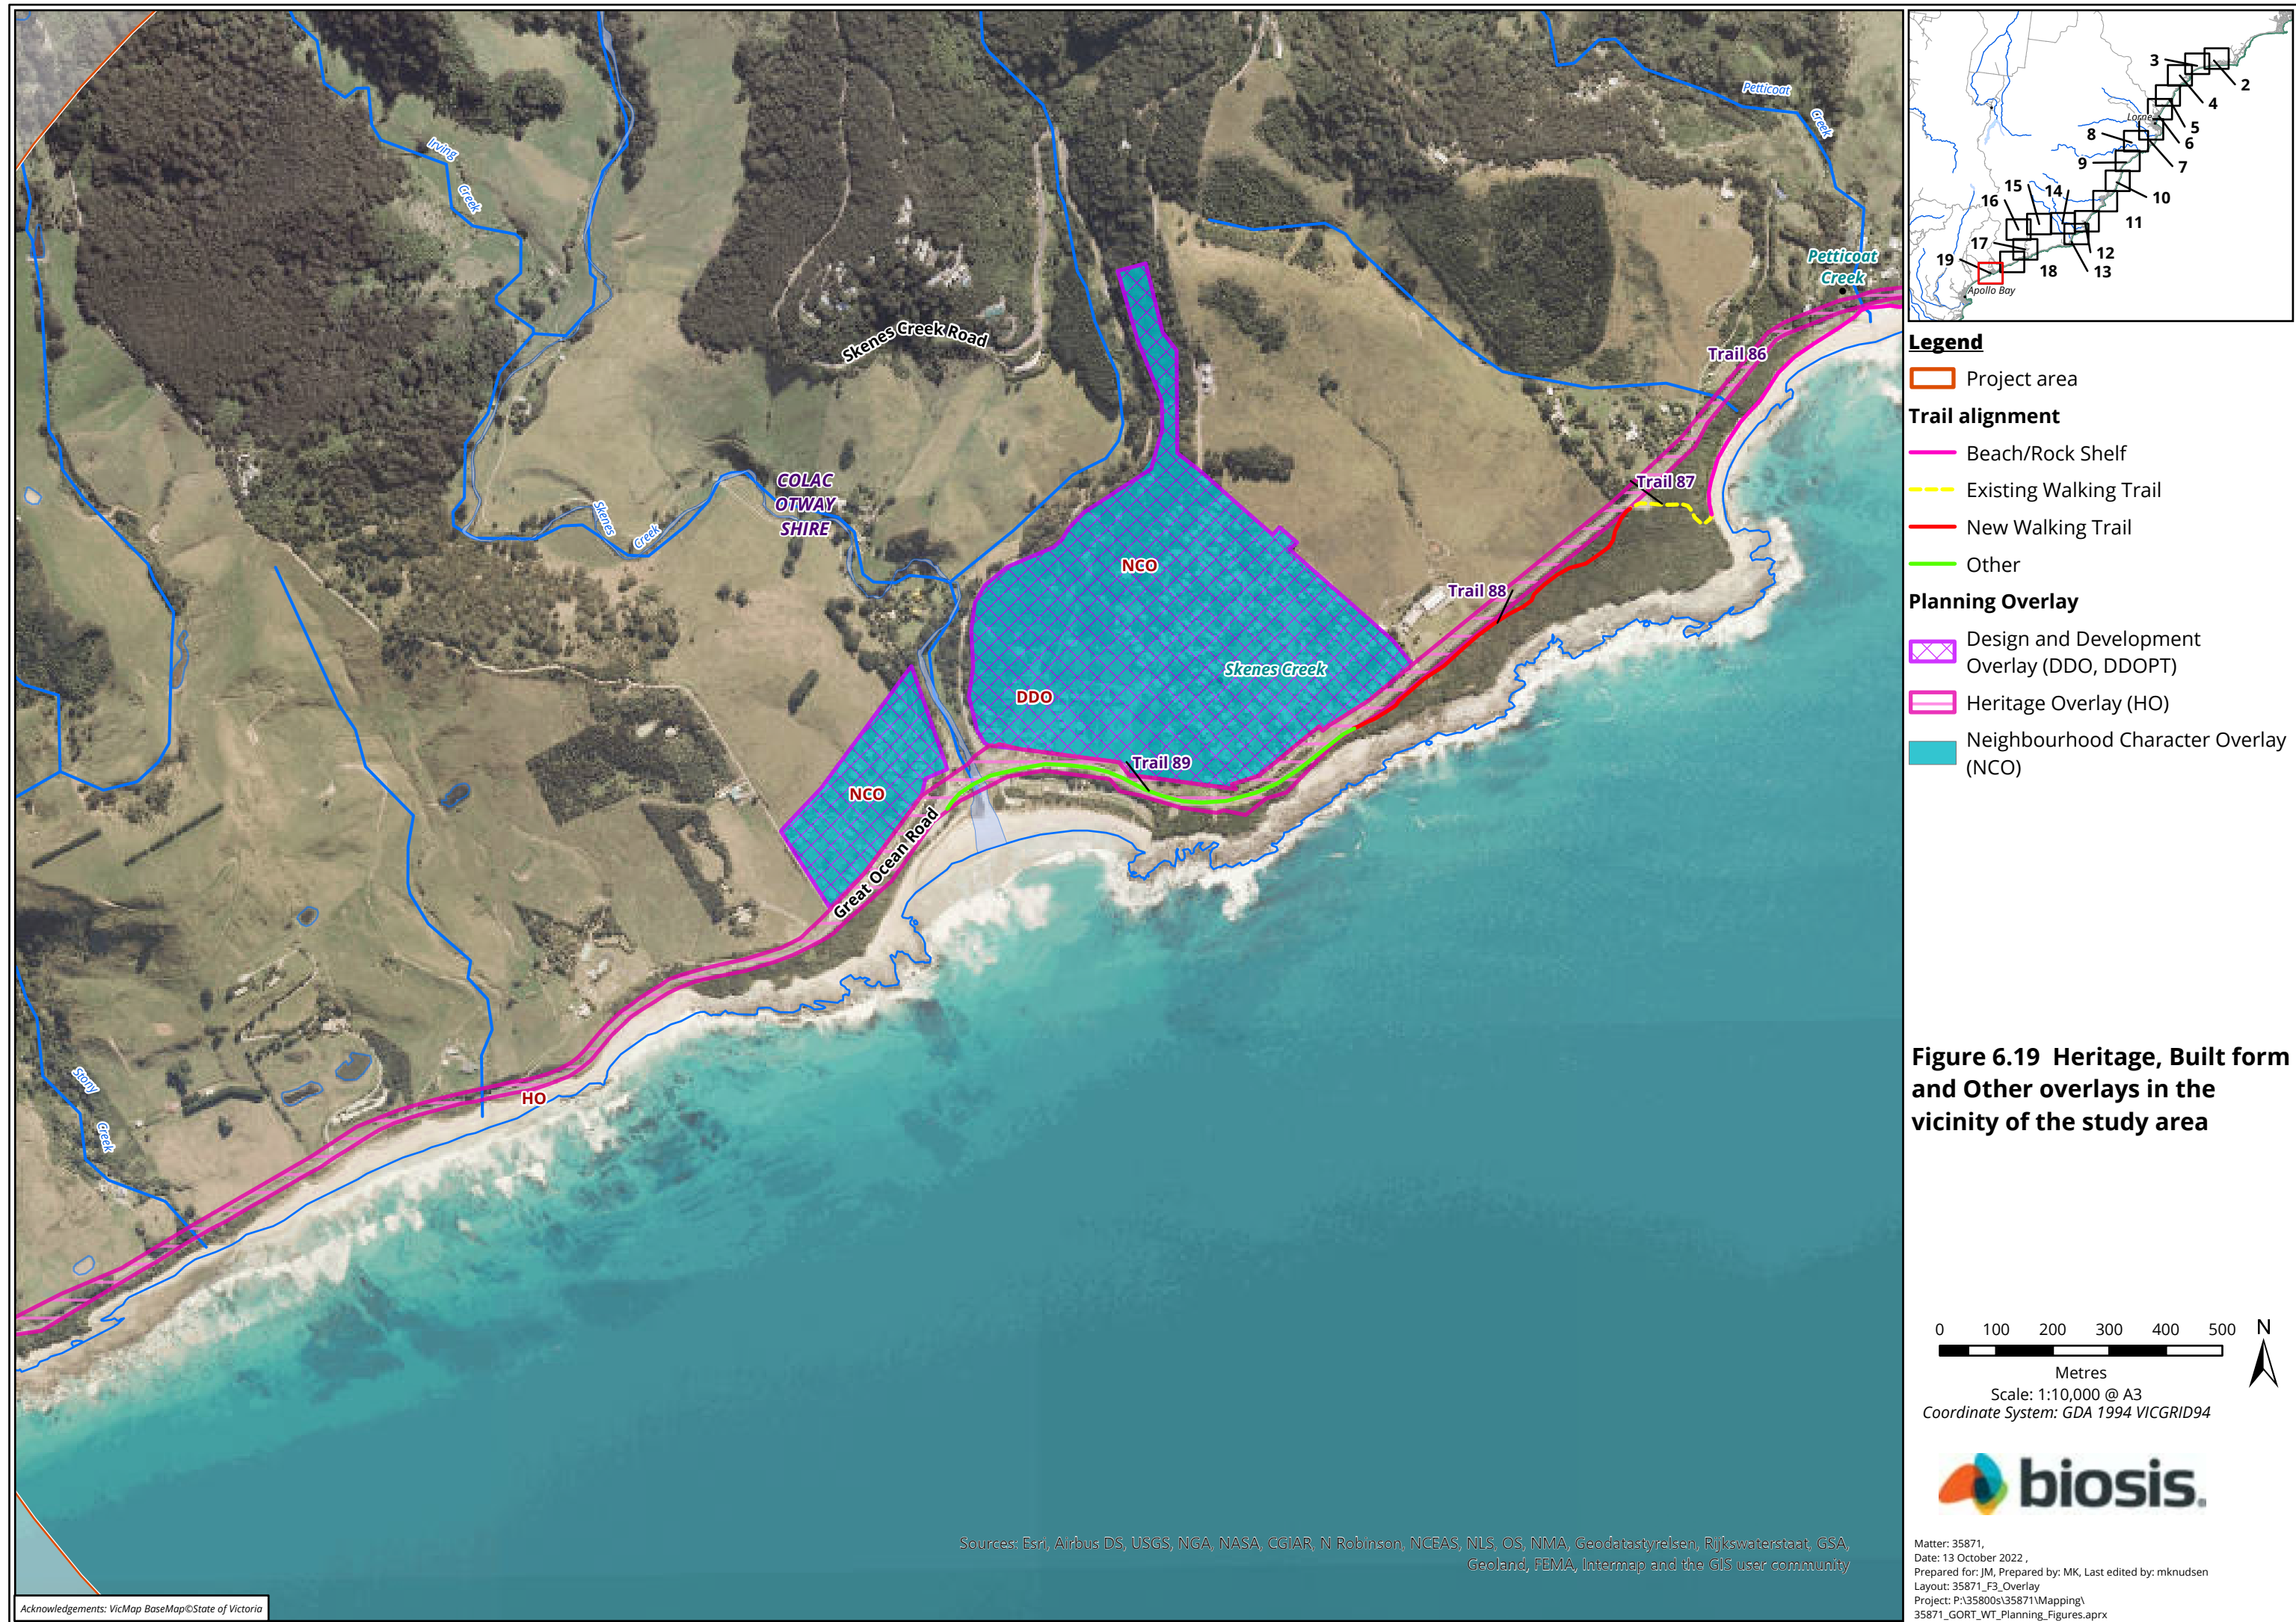 Irving
Creek
Petticoat
Creek
Petticoat
Creek
Skenes Creek Road
Trail 86
COLAC
OTWAY
SHIRE
Skenes
Creek
Trail 87
NCO
Trail 88
Skenes Creek
DDO
Trail 89
NCO
Great Ocean Road
Stony
Creek
HO
Sources: Esri, Airbus DS, USGS, NGA, NASA, CGIAR, N Robinson, NCEAS, NLS, OS, NMA, Geodatastyrelsen, Rijkswaterstaat, GSA,
Geoland, FEMA, Intermap and the GIS user community
Acknowledgements: VicMap BaseMap©State of Victoria
3
2
4
Lorne
5
8
6
9
7
15
14
10
16
11
17
12
19
18
13
Apollo Bay
Legend
Project area
Trail alignment
Beach/Rock Shelf
Existing Walking Trail
New Walking Trail
Other
Planning Overlay
Design and Development
Overlay (DDO, DDOPT)
Heritage Overlay (HO)
Neighbourhood Character Overlay
(NCO)
Figure 6.19 Heritage, Built form
and Other overlays in the
vicinity of the study area
0 100 200 300 400 500
N
Metres
Scale: 1:10,000 @ A3
Coordinate System: GDA 1994 VICGRID94
biosis.
Matter: 35871,
Date: 13 October 2022 ,
Prepared for: JM, Prepared by: MK, Last edited by: mknudsen
Layout: 35871_F3_Overlay
Project: P:\35800s\35871\Mapping\
35871_GORT_WT_Planning_Figures.aprx